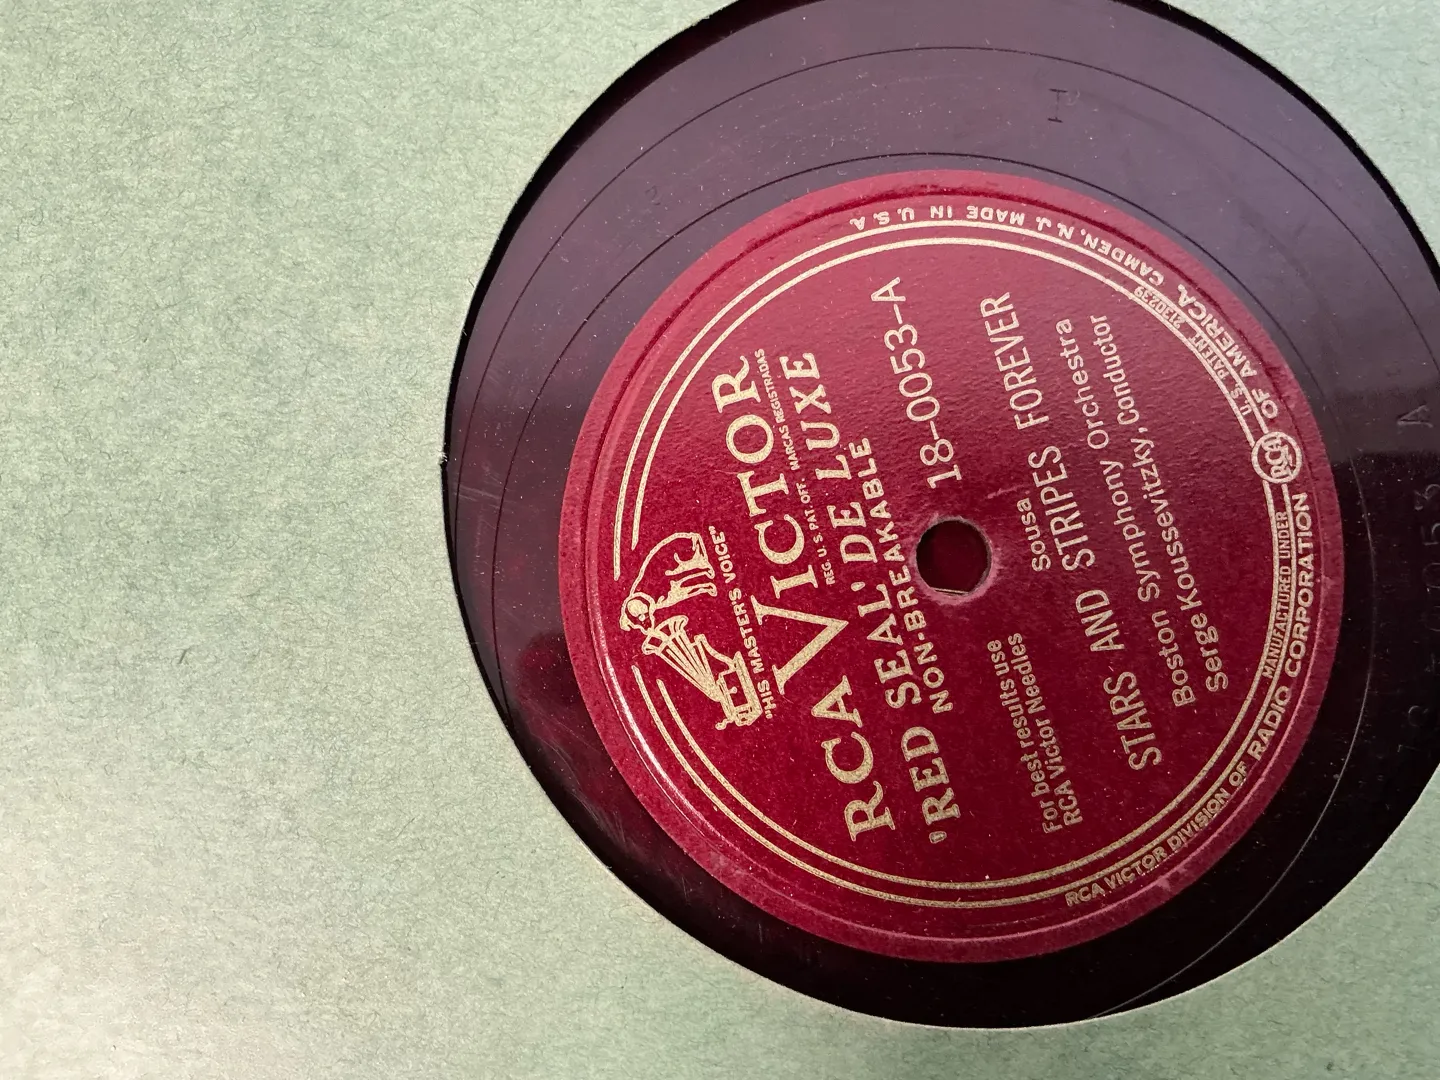 "HIS MASTER'S VOICE"
RCA VICTOR
REG. U. S. PAT. OFF. MARCAS REGISTRADAS
'RED SEAL' DE LUXE
NON-BREAKABLE
18-0053-A
For best results use
RCA Victor Needles
Sousa
STARS AND STRIPES FOREVER
Boston Symphony Orchestra
Serge Koussevitzky, Conductor
MANUFACTURED UNDER RCA U.S. PATENT 2130239
RCA VICTOR DIVISION OF RADIO CORPORATION OF AMERICA, CAMDEN, N. J. MADE IN U. S. A.
I